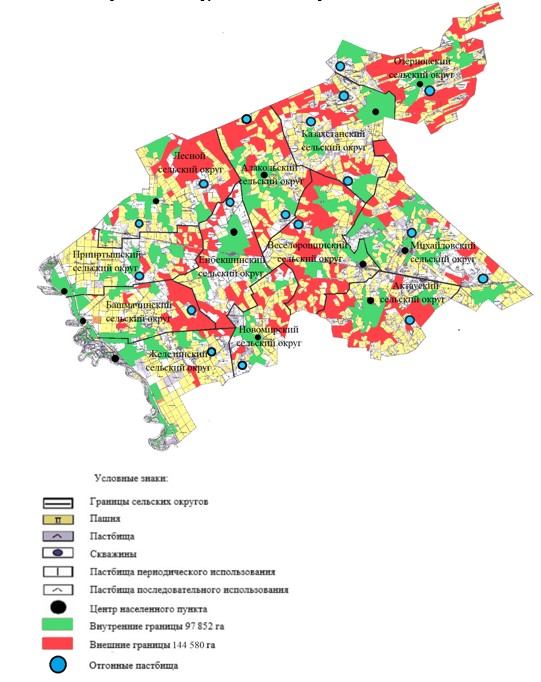 Озерновский
сельский округ
Казахстанский
сельский округ
Лесной
сельский округ
Алакольский
сельский округ
Прииртышский
сельский округ
Енбекшинский
сельский округ
Веселорощинский
сельский округ
Михайловский
сельский округ
Актауский
сельский округ
Башмачинский
сельский округ
Новомирский
сельский округ
Железинский
сельский округ
Условные знаки:
Границы сельских округов
Пашня
Пастбища
Скважины
Пастбища периодического использования
Пастбища последовательного использования
Центр населенного пункта
Внутренние границы 97 852 га
Внешние границы 144 580 га
Отгонные пастбища